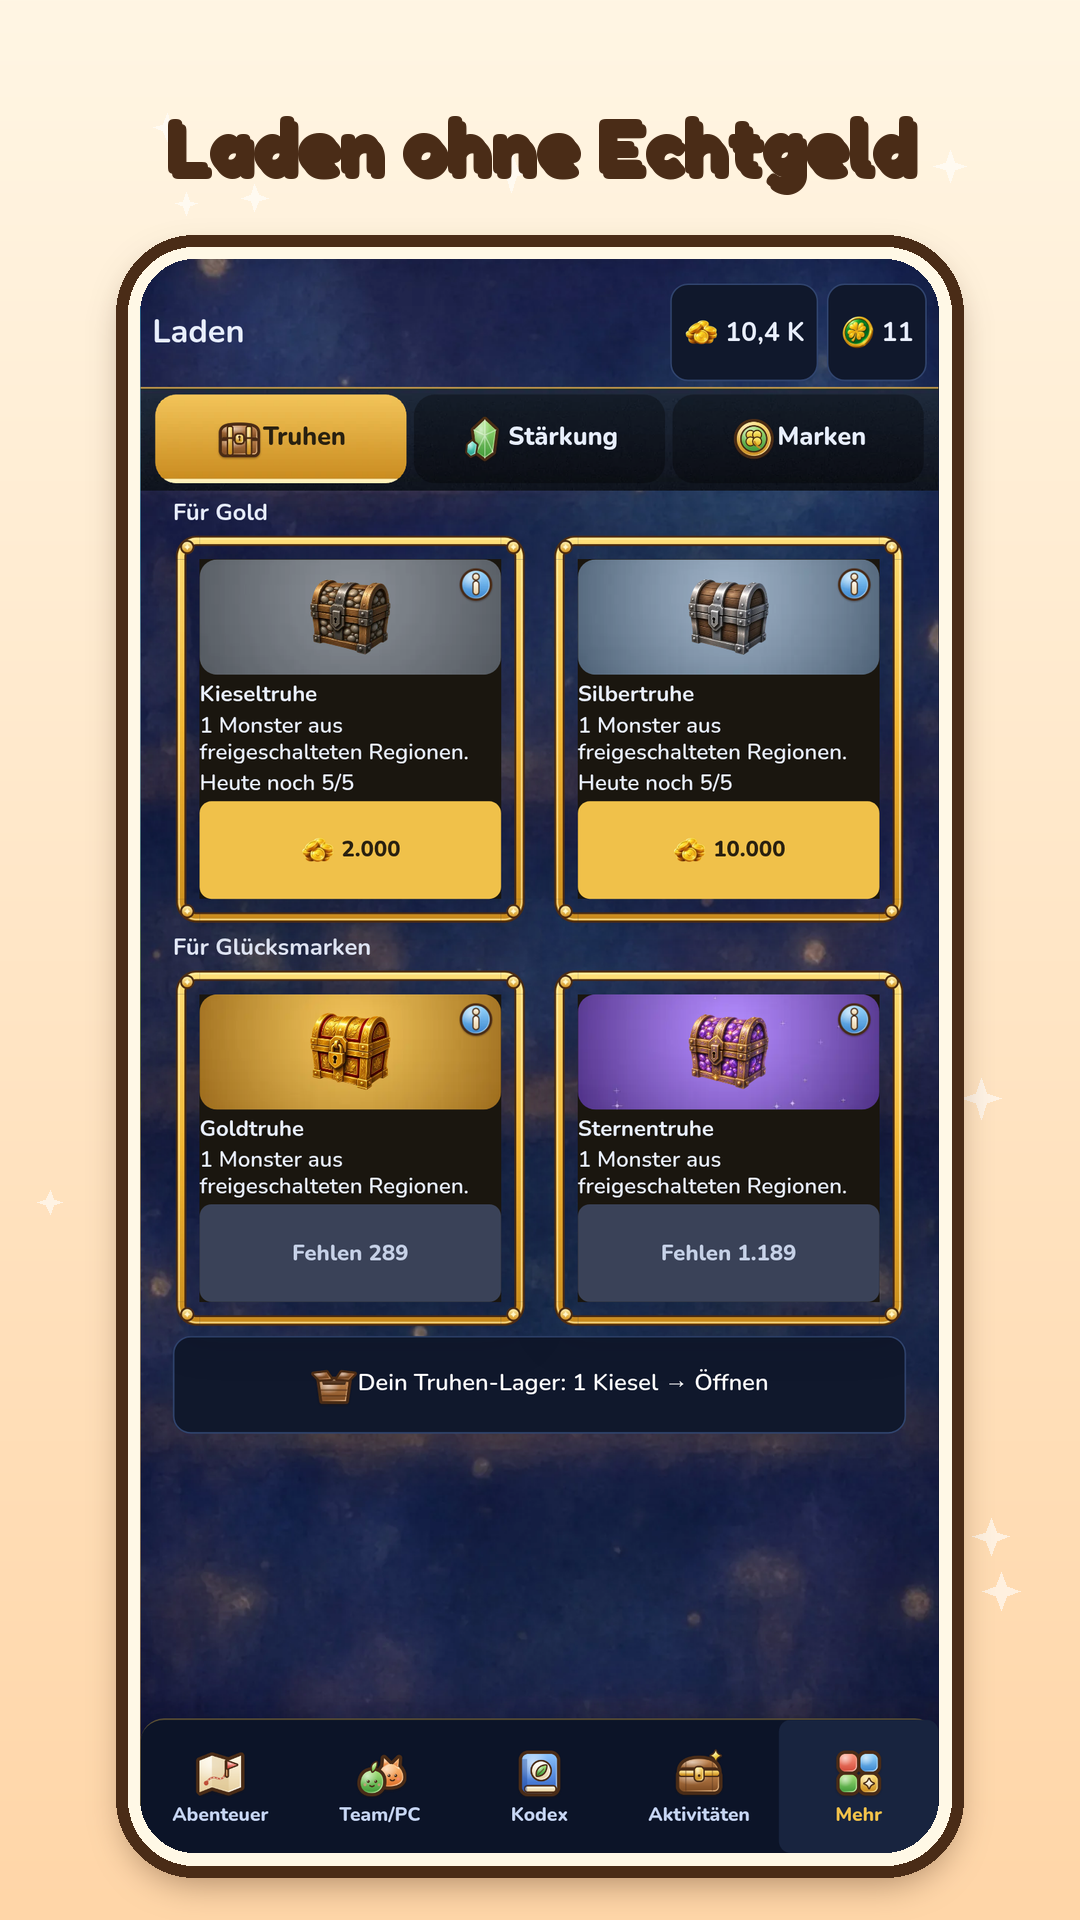 Laden ohne Echtgeld
Laden
10,4 K
11
Truhen
Stärkung
Marken
Für Gold
Kieseltruhe
1 Monster aus
freigeschalteten Regionen.
Heute noch 5/5
2.000
Silbertruhe
1 Monster aus
freigeschalteten Regionen.
Heute noch 5/5
10.000
Für Glücksmarken
Goldtruhe
1 Monster aus
freigeschalteten Regionen.
Fehlen 289
Sternentruhe
1 Monster aus
freigeschalteten Regionen.
Fehlen 1.189
Dein Truhen-Lager: 1 Kiesel → Öffnen
Abenteuer
Team/PC
Kodex
Aktivitäten
Mehr